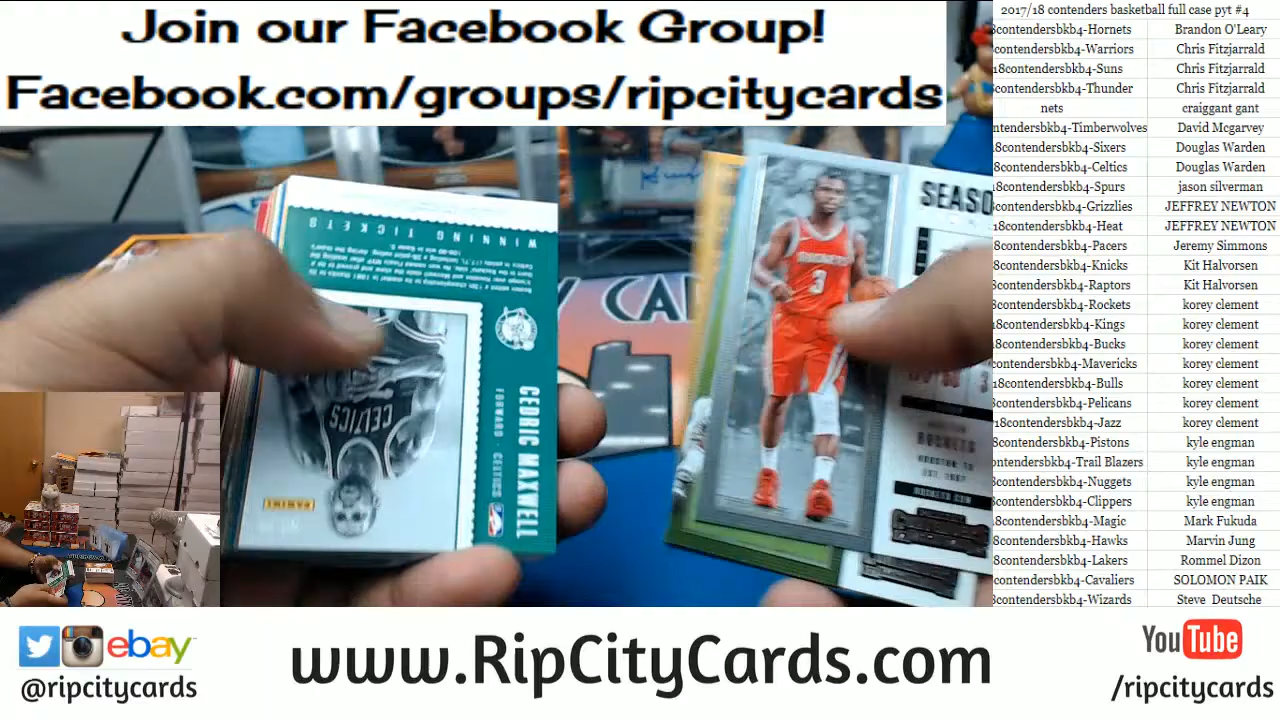 Join our Facebook Group!
Facebook.com/groups/ripcitycards
2017/18 contenders basketball full case pyt #4
8contendersbkb4-Hornets Brandon O'Leary
contendersbkb4-Warriors Chris Fitzjarrald
18contendersbkb4-Suns Chris Fitzjarrald
8contendersbkb4-Thunder Chris Fitzjarrald
nets craiggant gant
ntendersbkb4-Timberwolves David Mcgarvey
8contendersbkb4-Sixers Douglas Warden
8contendersbkb4-Celtics Douglas Warden
8contendersbkb4-Spurs jason silverman
8contendersbkb4-Grizzlies JEFFREY NEWTON
18contendersbkb4-Heat JEFFREY NEWTON
8contendersbkb4-Pacers Jeremy Simmons
8contendersbkb4-Knicks Kit Halvorsen
8contendersbkb4-Raptors Kit Halvorsen
8contendersbkb4-Rockets korey clement
18contendersbkb4-Kings korey clement
8contendersbkb4-Bucks korey clement
contendersbkb4-Mavericks korey clement
18contendersbkb4-Bulls korey clement
8contendersbkb4-Pelicans korey clement
18contendersbkb4-Jazz korey clement
8contendersbkb4-Pistons kyle engman
ntendersbkb4-Trail Blazers kyle engman
8contendersbkb4-Nuggets kyle engman
8contendersbkb4-Clippers kyle engman
8contendersbkb4-Magic Mark Fukuda
8contendersbkb4-Hawks Marvin Jung
8contendersbkb4-Lakers Rommel Dizon
contendersbkb4-Cavaliers SOLOMON PAIK
8contendersbkb4-Wizards Steve Deutsche
WINNING TICKETS
CEDRIC MAXWELL
FORWARD · CELTICS
CELTICS
PANINI
SEASO
3
ROCKETS
Y CA
ebay
@ripcitycards
www.RipCityCards.com
YouTube
/ripcitycards